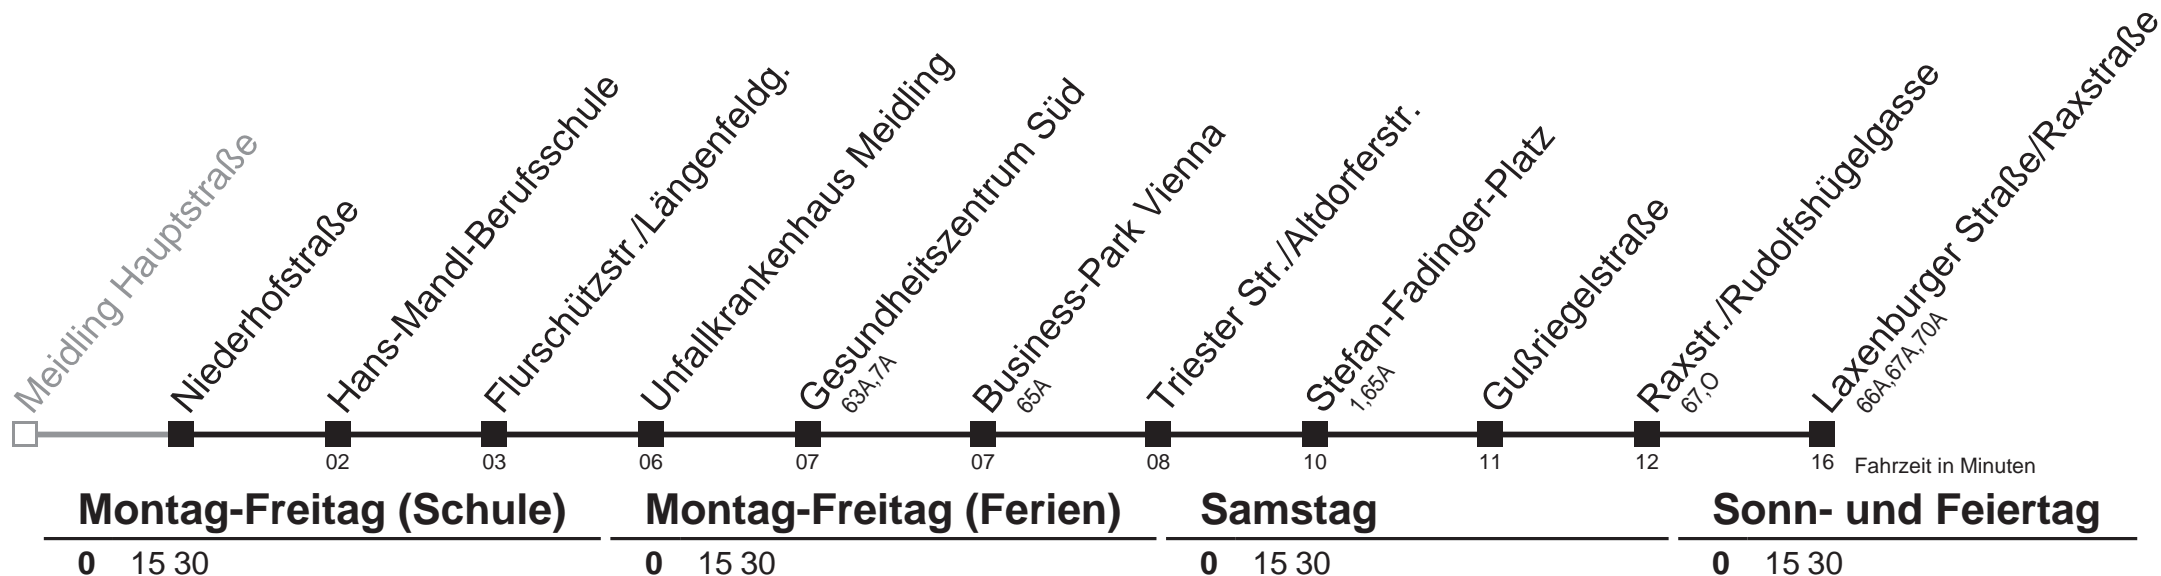 Meidling Hauptstraße
Niederhofstraße
Hans-Mandl-Berufsschule
Flurschützstr./Längenfeldg.
Unfallkrankenhaus Meidling
Gesundheitszentrum Süd
63A,7A
Business-Park Vienna
65A
Triester Str./Altdorferstr.
Stefan-Fadinger-Platz
1,65A
Gußriegelstraße
Raxstr./Rudolfshügelgasse
67,O
Laxenburger Straße/Raxstraße
66A,67A,70A
02 03 06 07 07 08 10 11 12 16 Fahrzeit in Minuten
Montag-Freitag (Schule) Montag-Freitag (Ferien) Samstag Sonn- und Feiertag
0 15 30 0 15 30 0 15 30 0 15 30